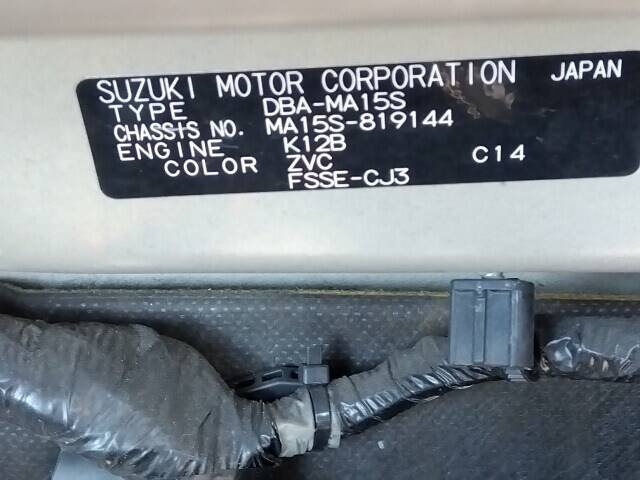 SUZUKI MOTOR CORPORATION JAPAN
TYPE DBA-MA15S
CHASSIS NO. MA15S-819144
ENGINE K12B
COLOR ZVC C14
FSSE-CJ3